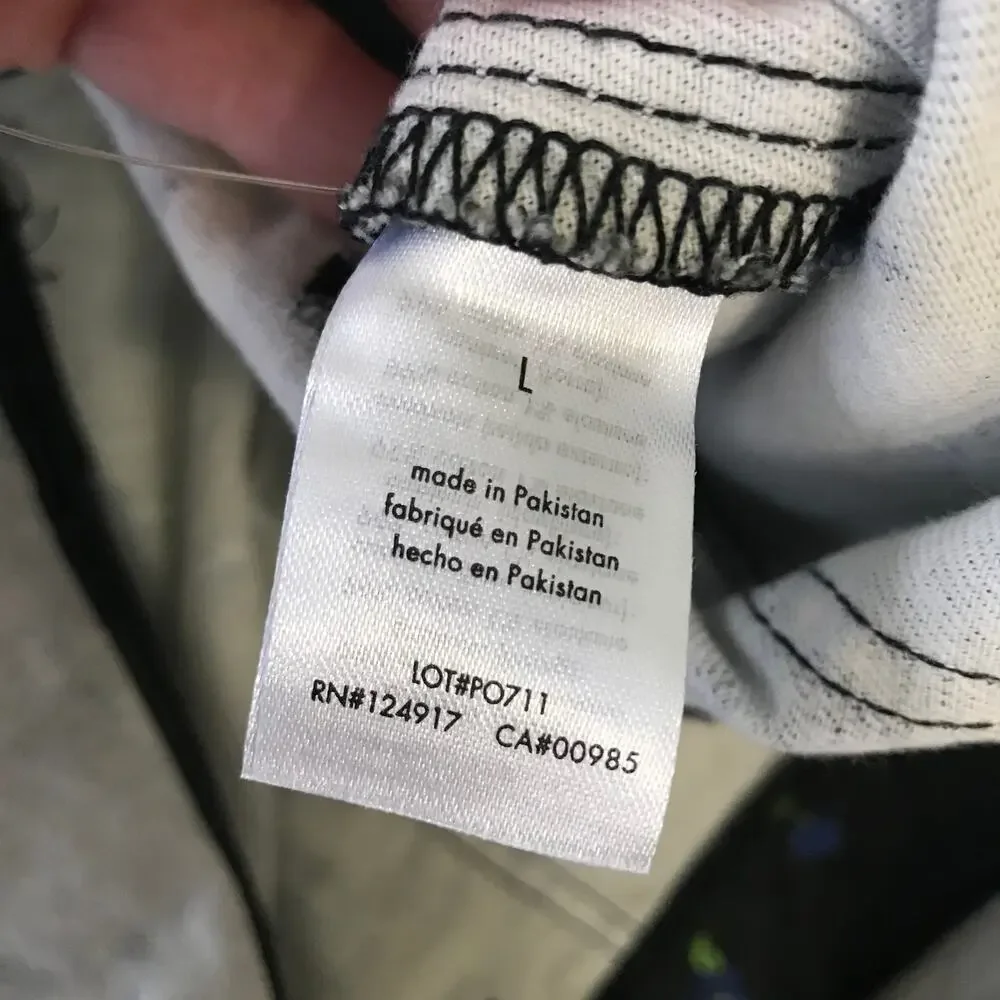 L
made in Pakistan
fabriqué en Pakistan
hecho en Pakistan
LOT#PO711
RN#124917 CA#00985